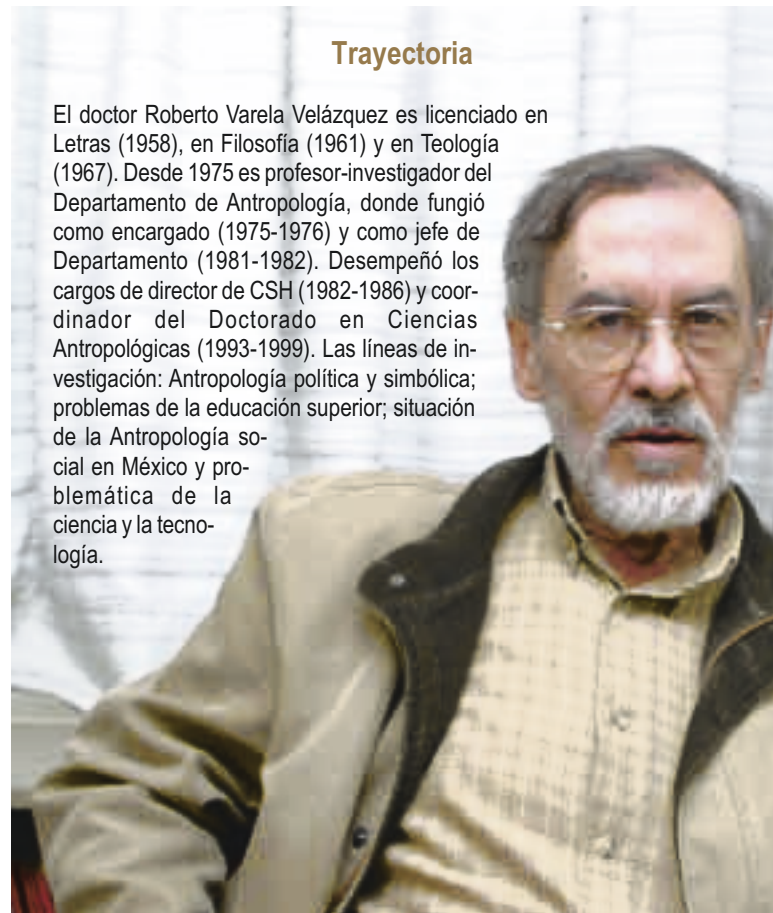 Trayectoria
El doctor Roberto Varela Velázquez es licenciado en
Letras (1958), en Filosofía (1961) y en Teología
(1967). Desde 1975 es profesor-investigador del
Departamento de Antropología, donde fungió
como encargado (1975-1976) y como jefe de
Departamento (1981-1982). Desempeñó los
cargos de director de CSH (1982-1986) y coor-
dinador del Doctorado en Ciencias
Antropológicas (1993-1999). Las líneas de in-
vestigación: Antropología política y simbólica;
problemas de la educación superior; situación
de la Antropología so-
cial en México y pro-
blemática de la
ciencia y la tecno-
logía.